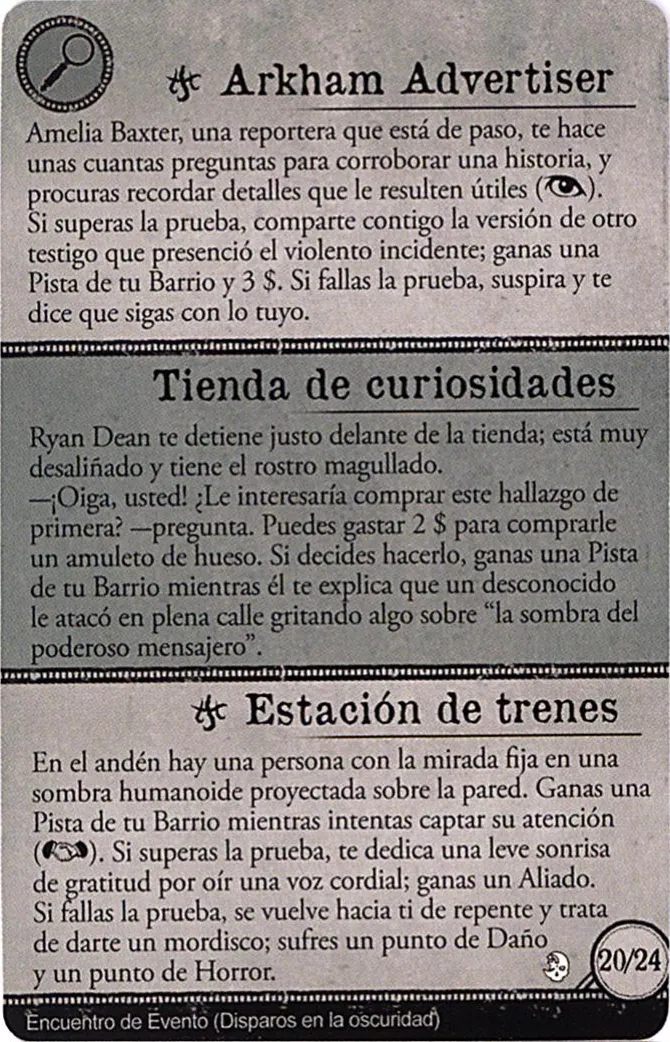 Arkham Advertiser
Amelia Baxter, una reportera que está de paso, te hace
unas cuantas preguntas para corroborar una historia, y
procuras recordar detalles que le resulten útiles ( ).
Si superas la prueba, comparte contigo la versión de otro
testigo que presenció el violento incidente; ganas una
Pista de tu Barrio y 3 $. Si fallas la prueba, suspira y te
dice que sigas con lo tuyo.
Tienda de curiosidades
Ryan Dean te detiene justo delante de la tienda; está muy
desaliñado y tiene el rostro magullado.
—¡Oiga, usted! ¿Le interesaría comprar este hallazgo de
primera? —pregunta. Puedes gastar 2 $ para comprarle
un amuleto de hueso. Si decides hacerlo, ganas una Pista
de tu Barrio mientras él te explica que un desconocido
le atacó en plena calle gritando algo sobre “la sombra del
poderoso mensajero”.
Estación de trenes
En el andén hay una persona con la mirada fija en una
sombra humanoide proyectada sobre la pared. Ganas una
Pista de tu Barrio mientras intentas captar su atención
( ). Si superas la prueba, te dedica una leve sonrisa
de gratitud por oír una voz cordial; ganas un Aliado.
Si fallas la prueba, se vuelve hacia ti de repente y trata
de darte un mordisco; sufres un punto de Daño
y un punto de Horror.
20/24
Encuentro de Evento (Disparos en la oscuridad)